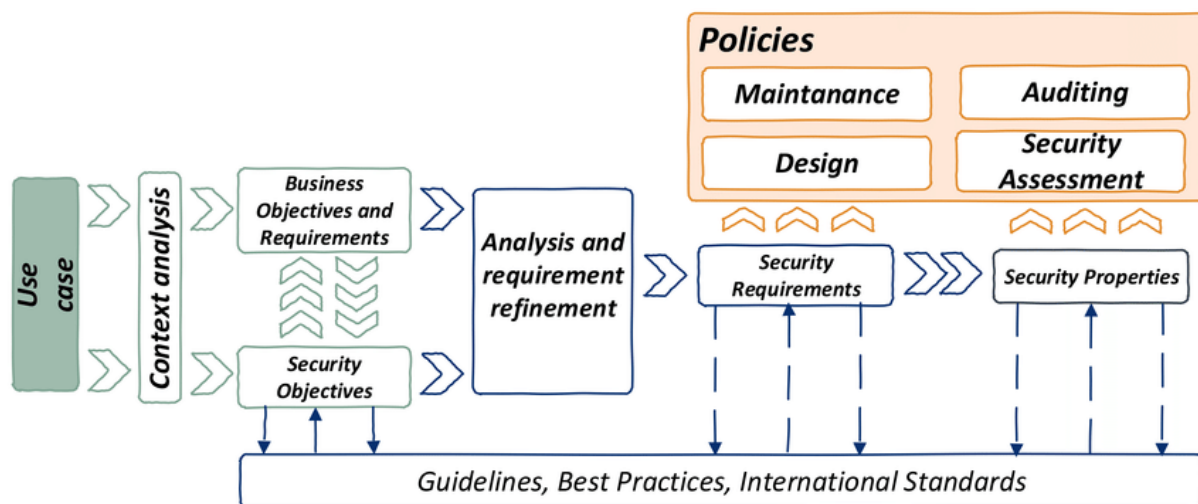 Policies
Maintanance
Auditing
Design
Security
Assessment
Use
case
Context analysis
Business
Objectives and
Requirements
Security
Objectives
Analysis and
requirement
refinement
Security
Requirements
Security Properties
Guidelines, Best Practices, International Standards